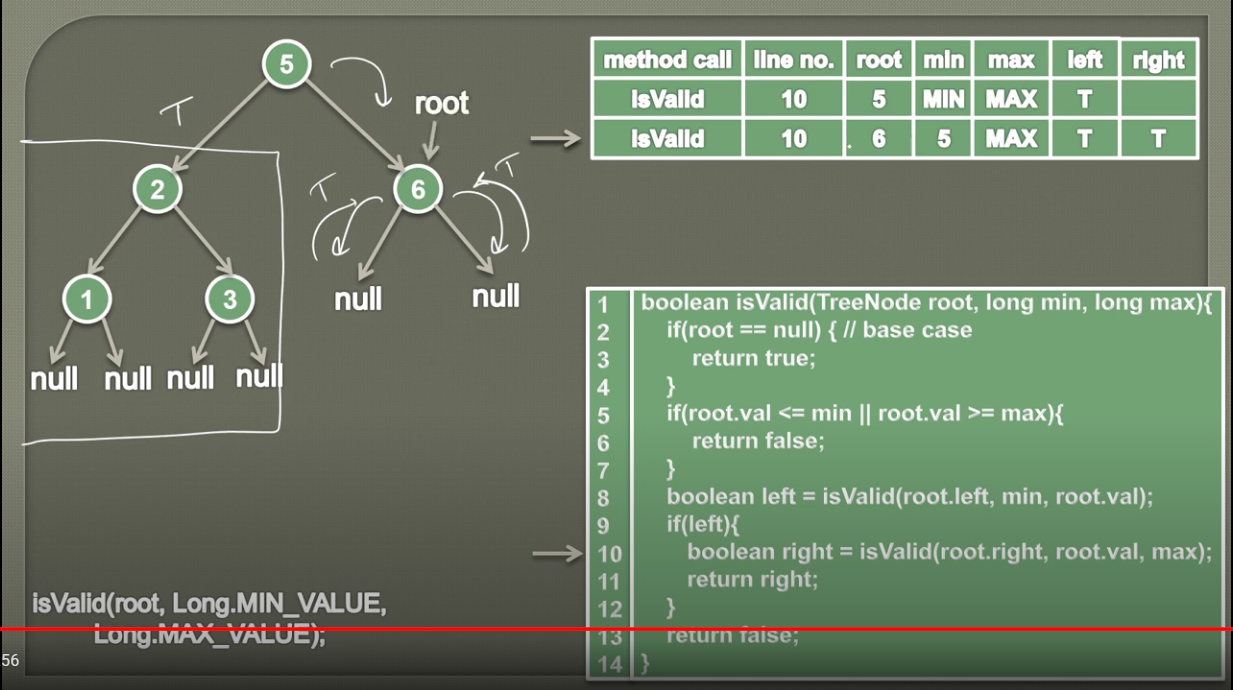 5
T
root
2
6
T
T
1
3
null
null
null
null
null
null
isValid(root, Long.MIN_VALUE,
Long.MAX_VALUE);
56
method call line no. root min max left right
isValid 10 5 MIN MAX T
isValid 10 6 5 MAX T T
1 boolean isValid(TreeNode root, long min, long max){
2 if(root == null) { // base case
3 return true;
4 }
5 if(root.val <= min || root.val >= max){
6 return false;
7 }
8 boolean left = isValid(root.left, min, root.val);
9 if(left){
10 boolean right = isValid(root.right, root.val, max);
11 return right;
12 }
13 return false;
14 }